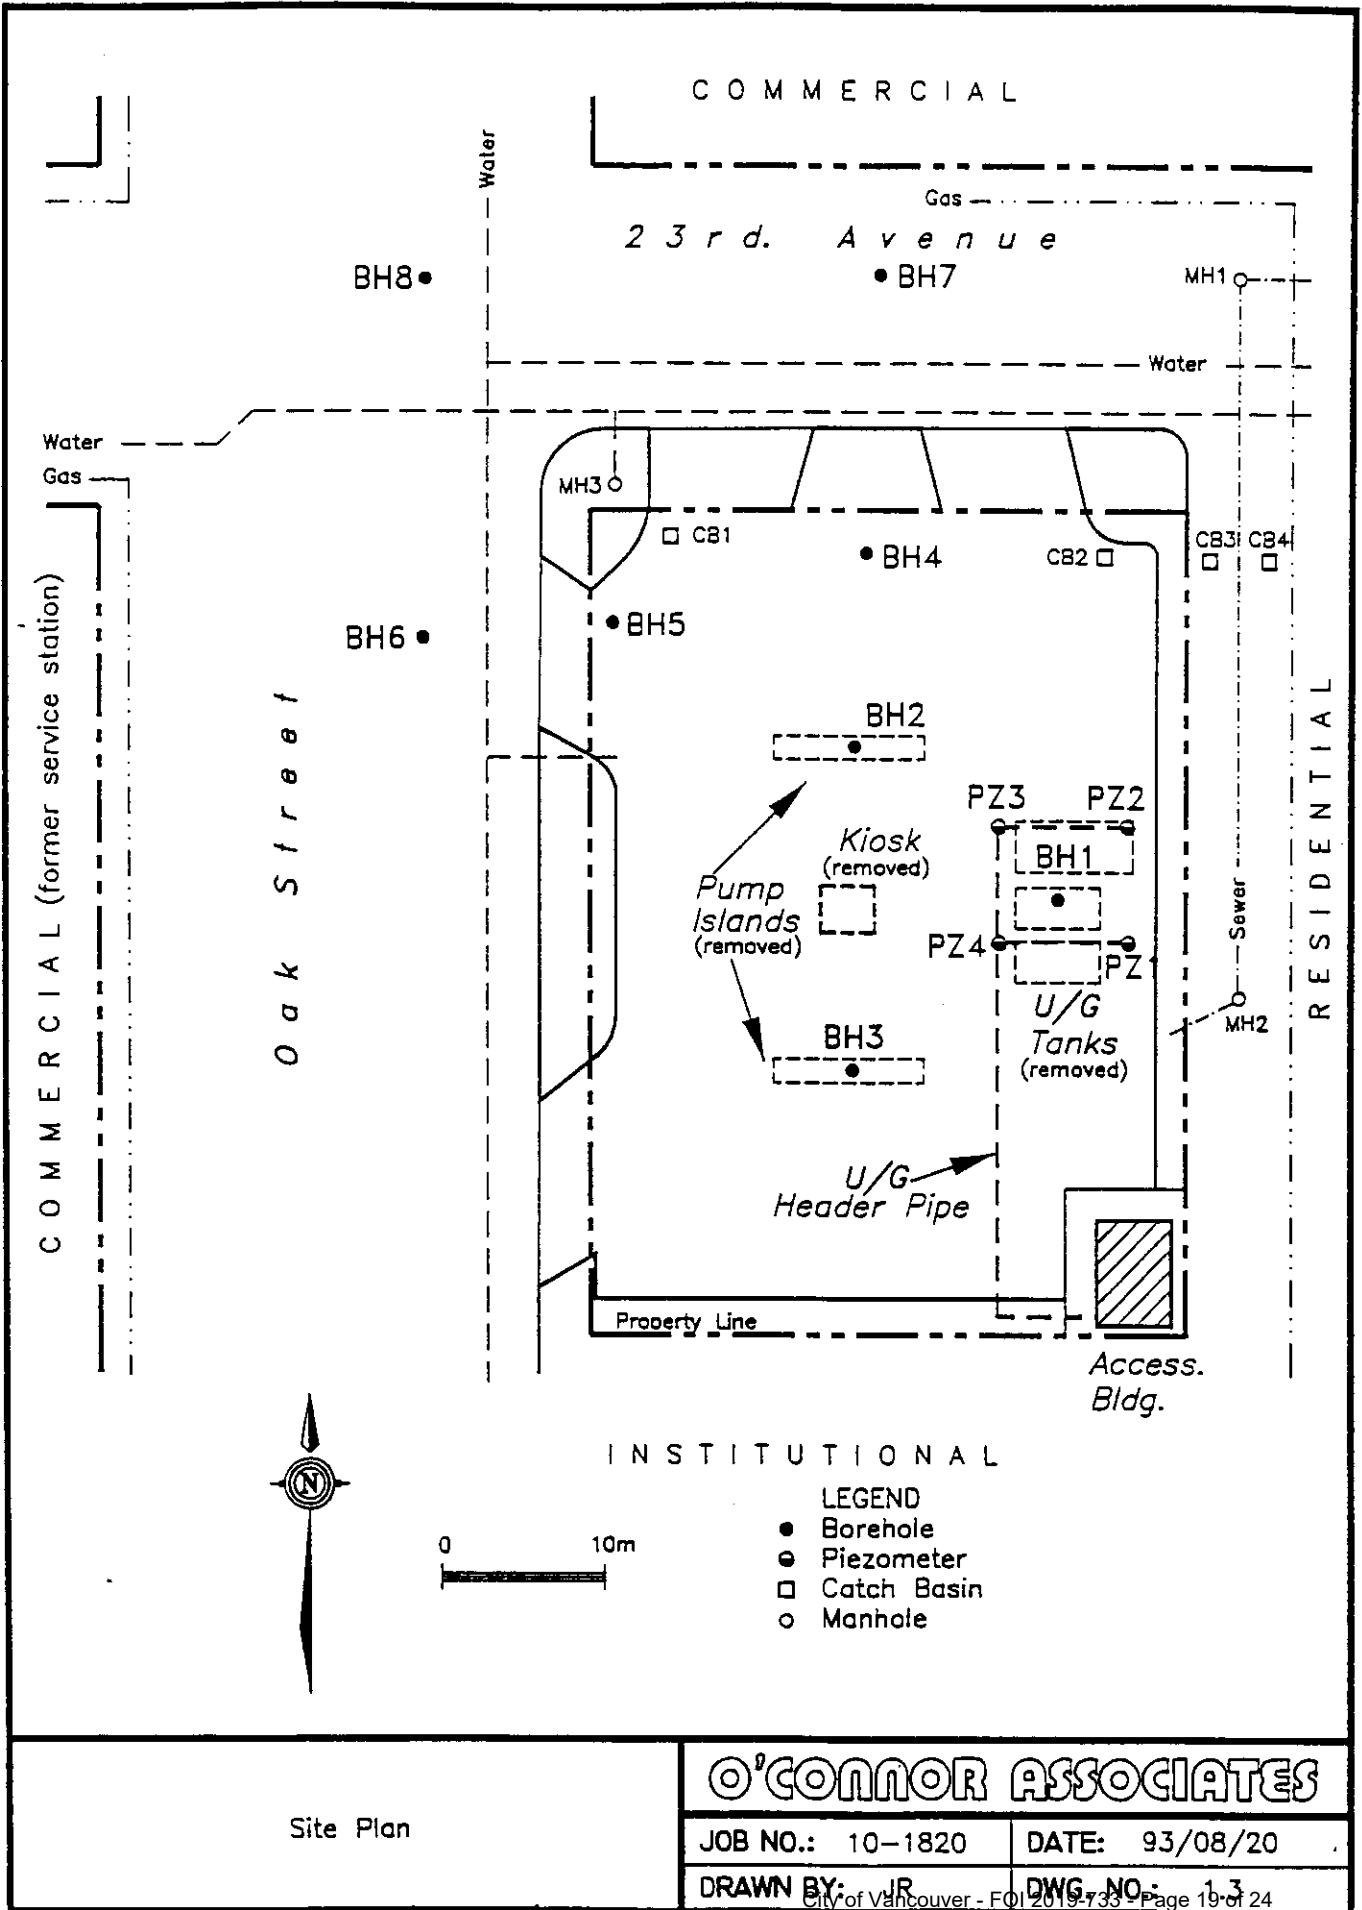 COMMERCIAL
Water
Gas
23rd. Avenue
BH8
BH7
MH1
Water
Water
Gas
MH3
CB1
BH4
CB2
CB3
CB4
BH6
BH5
COMMERCIAL (former service station)
Oak Street
RESIDENTIAL
BH2
PZ3
PZ2
Kiosk
(removed)
BH1
Pump
Islands
(removed)
Sewer
PZ4
PZ1
U/G
Tanks
(removed)
MH2
BH3
U/G
Header Pipe
Property Line
Access.
Bldg.
INSTITUTIONAL
N
0 10m
LEGEND
Borehole
Piezometer
Catch Basin
Manhole
Site Plan
O'CONNOR ASSOCIATES
JOB NO.: 10-1820
DATE: 93/08/20
DRAWN BY: JR
DWG. NO.: 1.3
City of Vancouver - FOI 2019-733 - Page 19 of 24